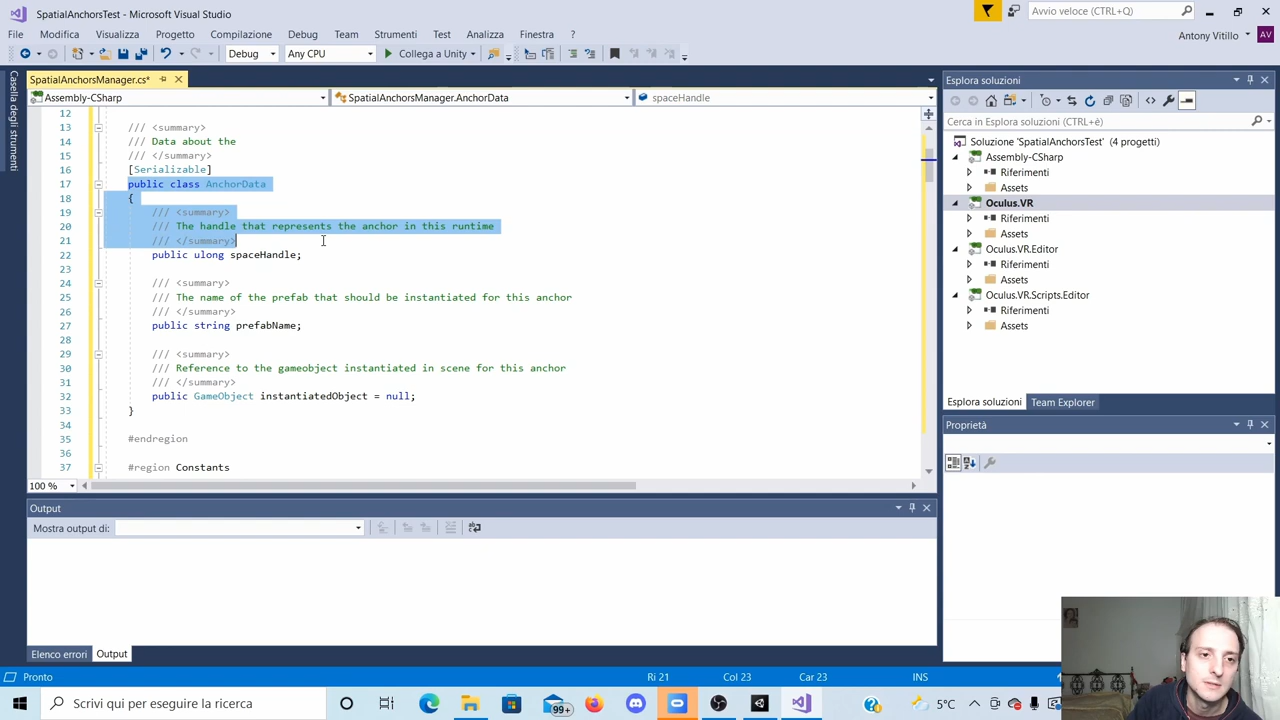 SpatialAnchorsTest - Microsoft Visual Studio
Avvio veloce (CTRL+Q)
File Modifica Visualizza Progetto Compilazione Debug Team Strumenti Test Analizza Finestra ?
Antony Vitillo AV
Debug Any CPU Collega a Unity
Casella degli strumenti
SpatialAnchorsManager.cs*
Assembly-CSharp SpatialAnchorsManager.AnchorData spaceHandle
12
13 /// <summary>
14 /// Data about the
15 /// </summary>
16 [Serializable]
17 public class AnchorData
18 {
19 /// <summary>
20 /// The handle that represents the anchor in this runtime
21 /// </summary>
22 public ulong spaceHandle;
23
24 /// <summary>
25 /// The name of the prefab that should be instantiated for this anchor
26 /// </summary>
27 public string prefabName;
28
29 /// <summary>
30 /// Reference to the gameobject instantiated in scene for this anchor
31 /// </summary>
32 public GameObject instantiatedObject = null;
33 }
34
35 #endregion
36
37 #region Constants
100 %
Output
Mostra output di:
Elenco errori Output
Esplora soluzioni
Cerca in Esplora soluzioni (CTRL+è)
Soluzione 'SpatialAnchorsTest' (4 progetti)
Assembly-CSharp
Riferimenti
Assets
Oculus.VR
Riferimenti
Assets
Oculus.VR.Editor
Riferimenti
Assets
Oculus.VR.Scripts.Editor
Riferimenti
Assets
Esplora soluzioni Team Explorer
Proprietà
Pronto Ri 21 Col 23 Car 23 INS
Scrivi qui per eseguire la ricerca
99+
5°C